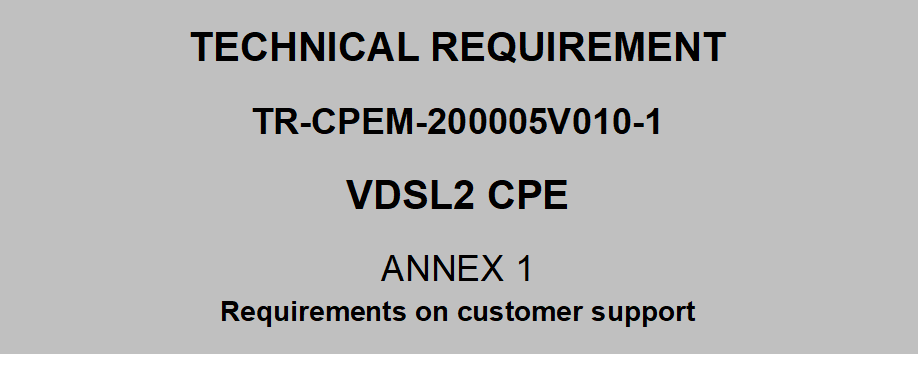 TECHNICAL REQUIREMENT
TR-CPEM-200005V010-1
VDSL2 CPE
ANNEX 1
Requirements on customer support